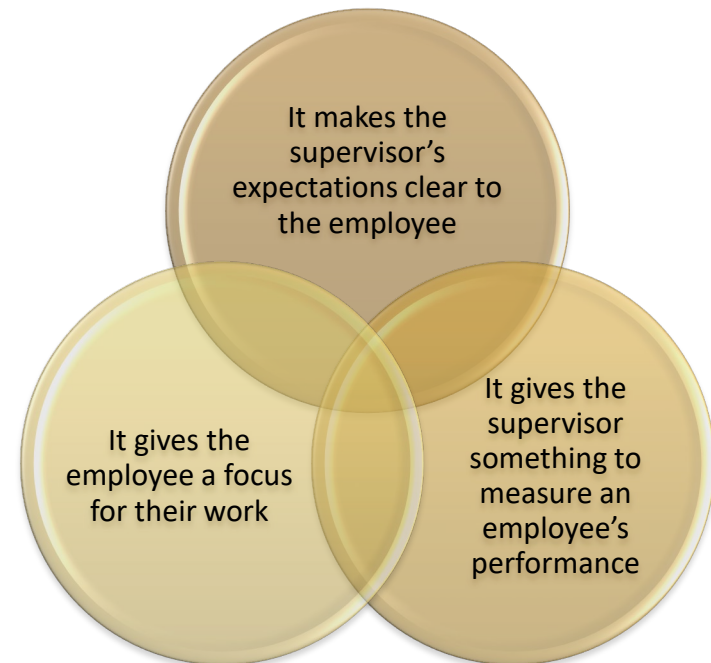 It makes the
supervisor’s
expectations clear to
the employee
It gives the
employee a focus
for their work
It gives the
supervisor
something to
measure an
employee’s
performance